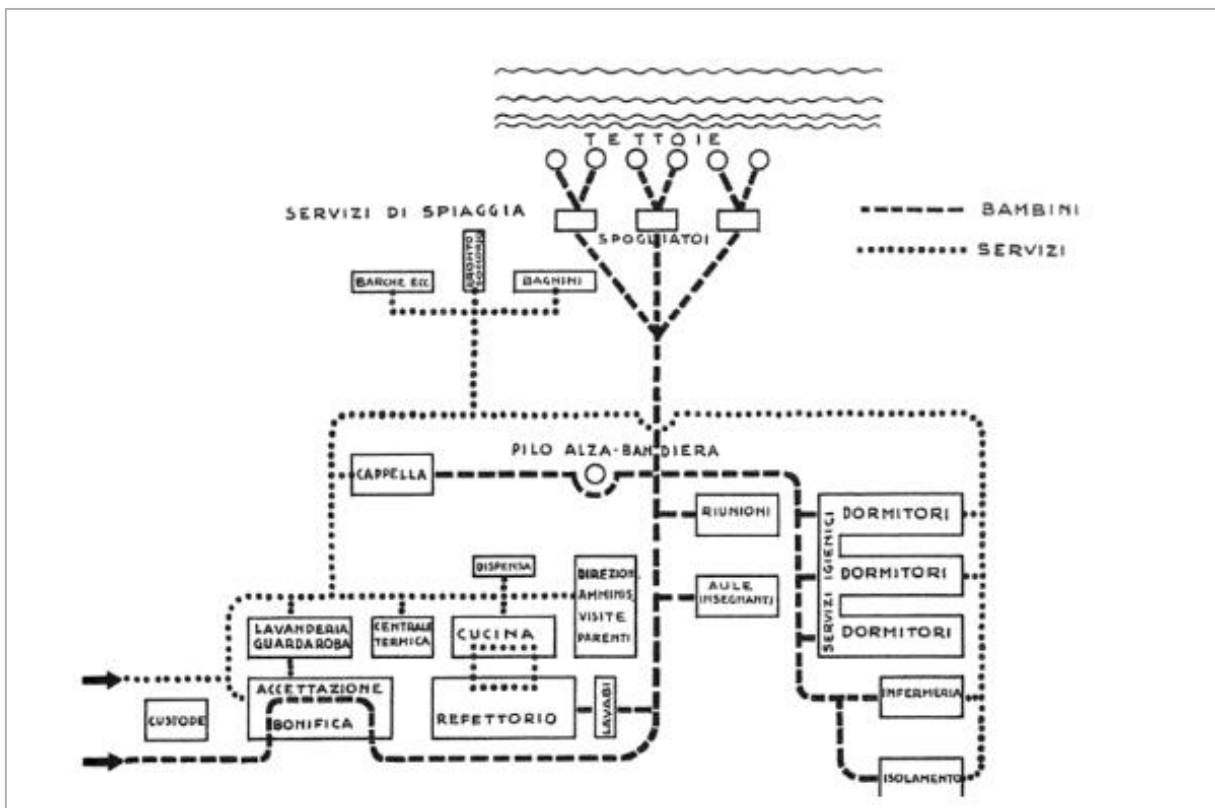 TETTOIE
SERVIZI DI SPIAGGIA
SPOGLIATOI
BAMBINI
SERVIZI
BARCHE ECC.
PRONTO
SOCCORSO
BAGNINI
PILO ALZA-BANDIERA
CAPPELLA
RIUNIONI
SERVIZI IGIENICI
DORMITORI
DORMITORI
DORMITORI
DISPENSA
DIREZION.
AMMINIS.
VISITE
PARENTI
AULE
INSEGNANTI
LAVANDERIA
GUARDAROBA
CENTRALE
TERMICA
CUCINA
ACCETTAZIONE
BONIFICA
CUSTODE
REFETTORIO
LAVABI
INFERMERIA
ISOLAMENTO